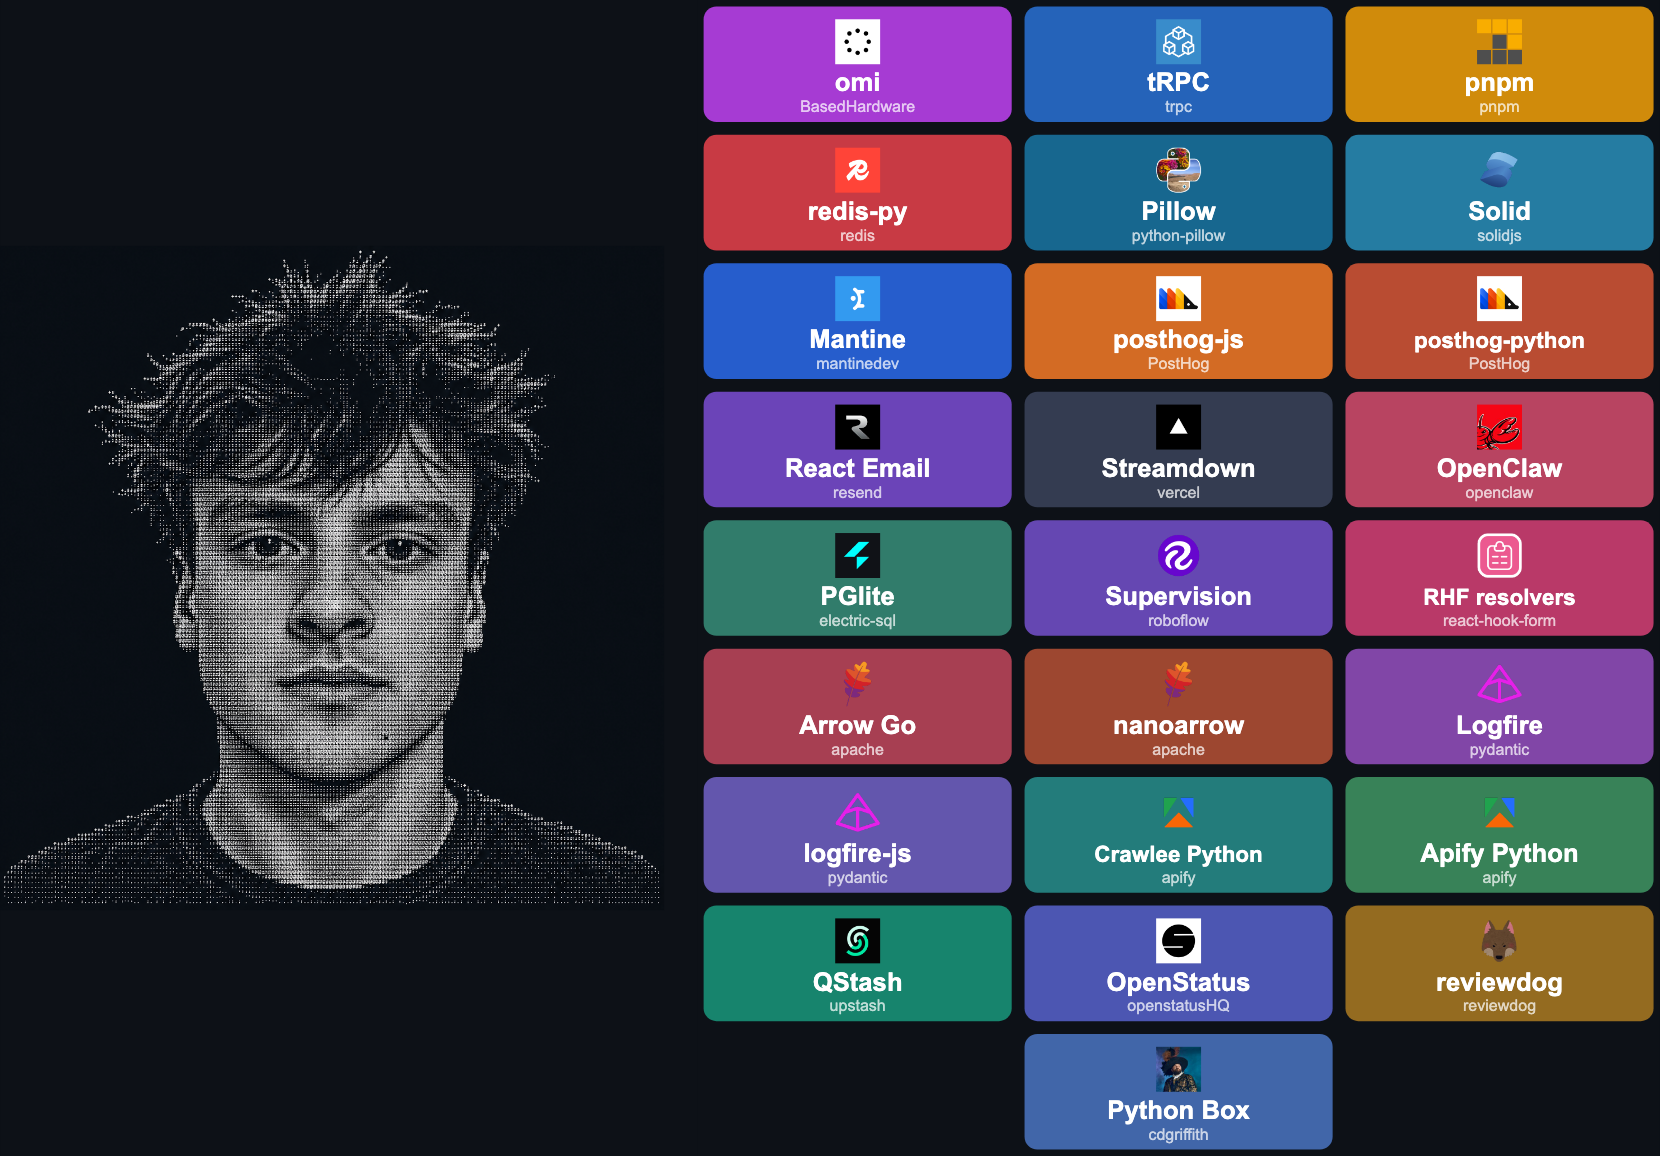 omi
BasedHardware
tRPC
trpc
pnpm
pnpm
redis-py
redis
Pillow
python-pillow
Solid
solidjs
Mantine
mantinedev
posthog-js
PostHog
posthog-python
PostHog
React Email
resend
Streamdown
vercel
OpenClaw
openclaw
PGlite
electric-sql
Supervision
roboflow
RHF resolvers
react-hook-form
Arrow Go
apache
nanoarrow
apache
Logfire
pydantic
logfire-js
pydantic
Crawlee Python
apify
Apify Python
apify
QStash
upstash
OpenStatus
openstatusHQ
reviewdog
reviewdog
Python Box
cdgriffith